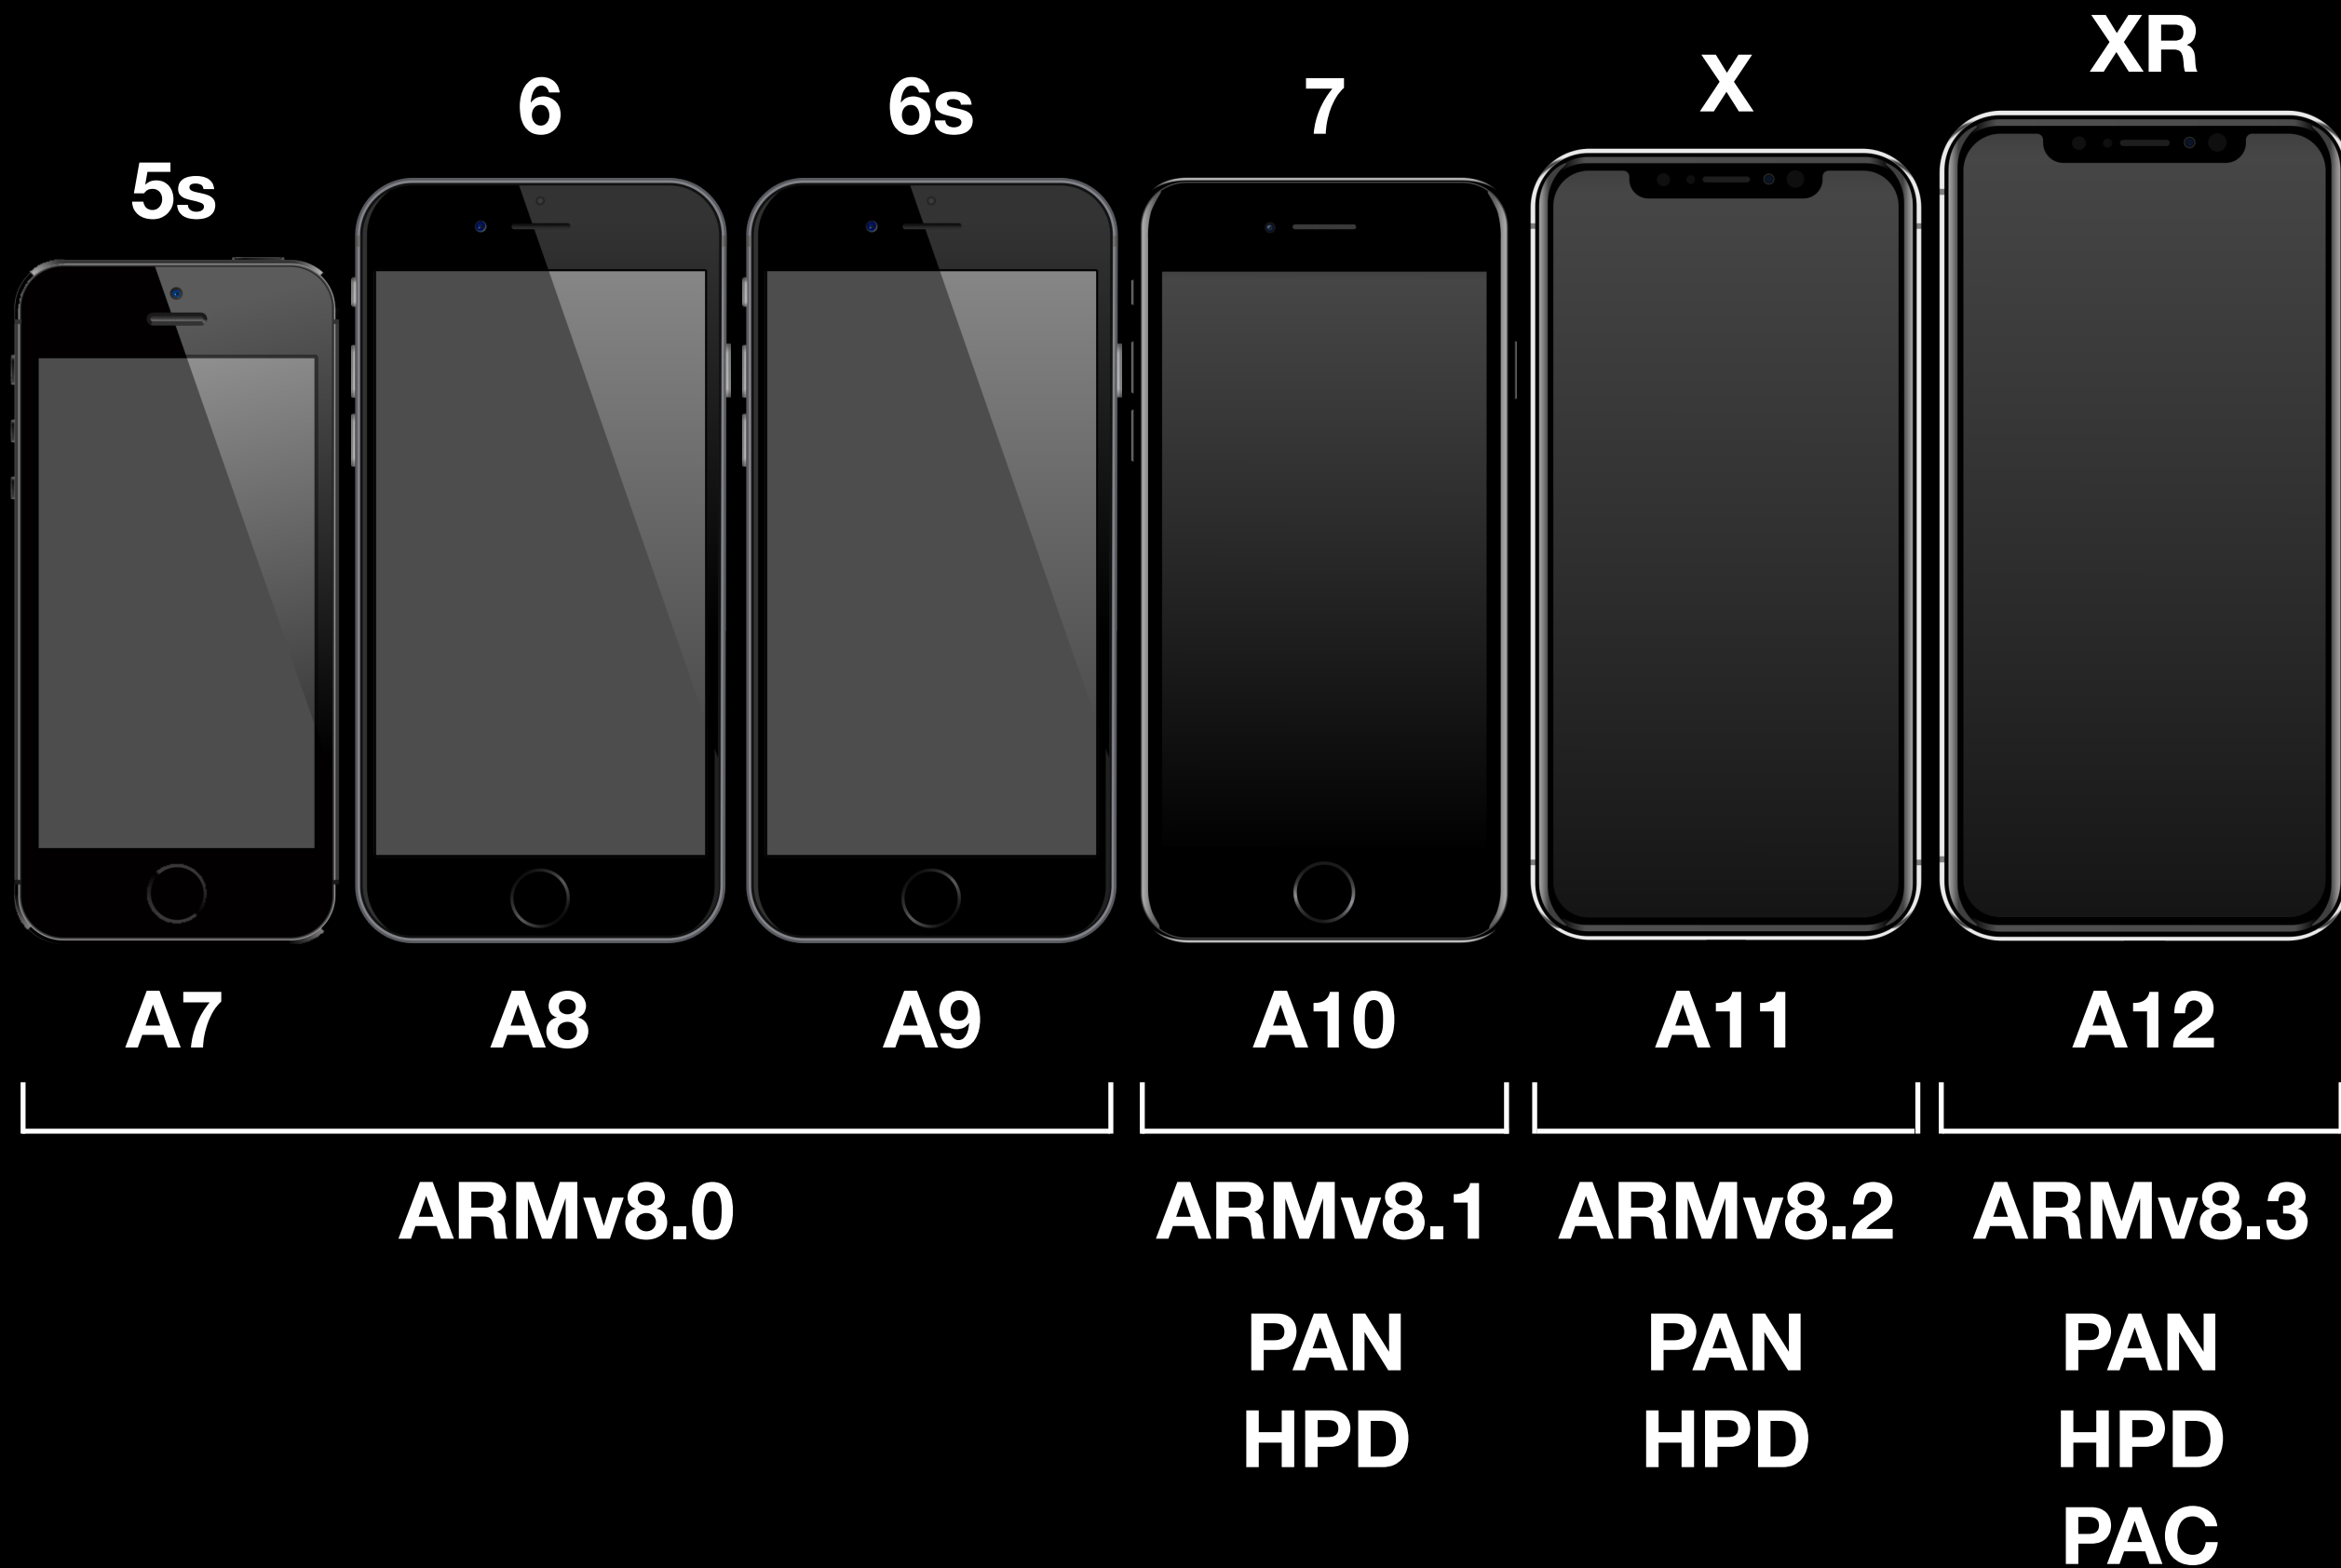 5s
6
6s
7
X
XR
A7
A8
A9
A10
A11
A12
ARMv8.0
ARMv8.1
ARMv8.2
ARMv8.3
PAN
PAN
PAN
HPD
HPD
HPD
PAC